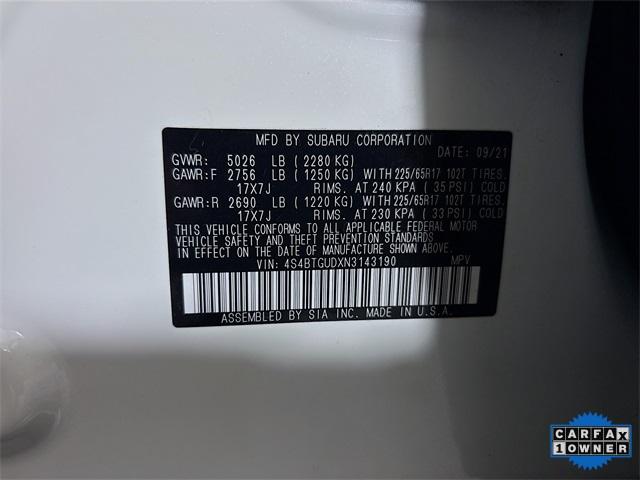 MFD BY SUBARU CORPORATION
DATE: 09/21
GVWR: 5026 LB (2280 KG)
GAWR:F 2756 LB (1250 KG) WITH 225/65R17 102T TIRES.
17X7J RIMS. AT 240 KPA (35 PSI) COLD
GAWR:R 2690 LB (1220 KG) WITH 225/65R17 102T TIRES.
17X7J RIMS. AT 230 KPA (33 PSI) COLD
THIS VEHICLE CONFORMS TO ALL APPLICABLE FEDERAL MOTOR
VEHICLE SAFETY AND THEFT PREVENTION STANDARDS
IN EFFECT ON THE DATE OF MANUFACTURE SHOWN ABOVE.
VIN: 4S4BTGUDXN3143190 MPV
ASSEMBLED BY SIA INC. MADE IN U.S.A.
CARFAX
1 OWNER